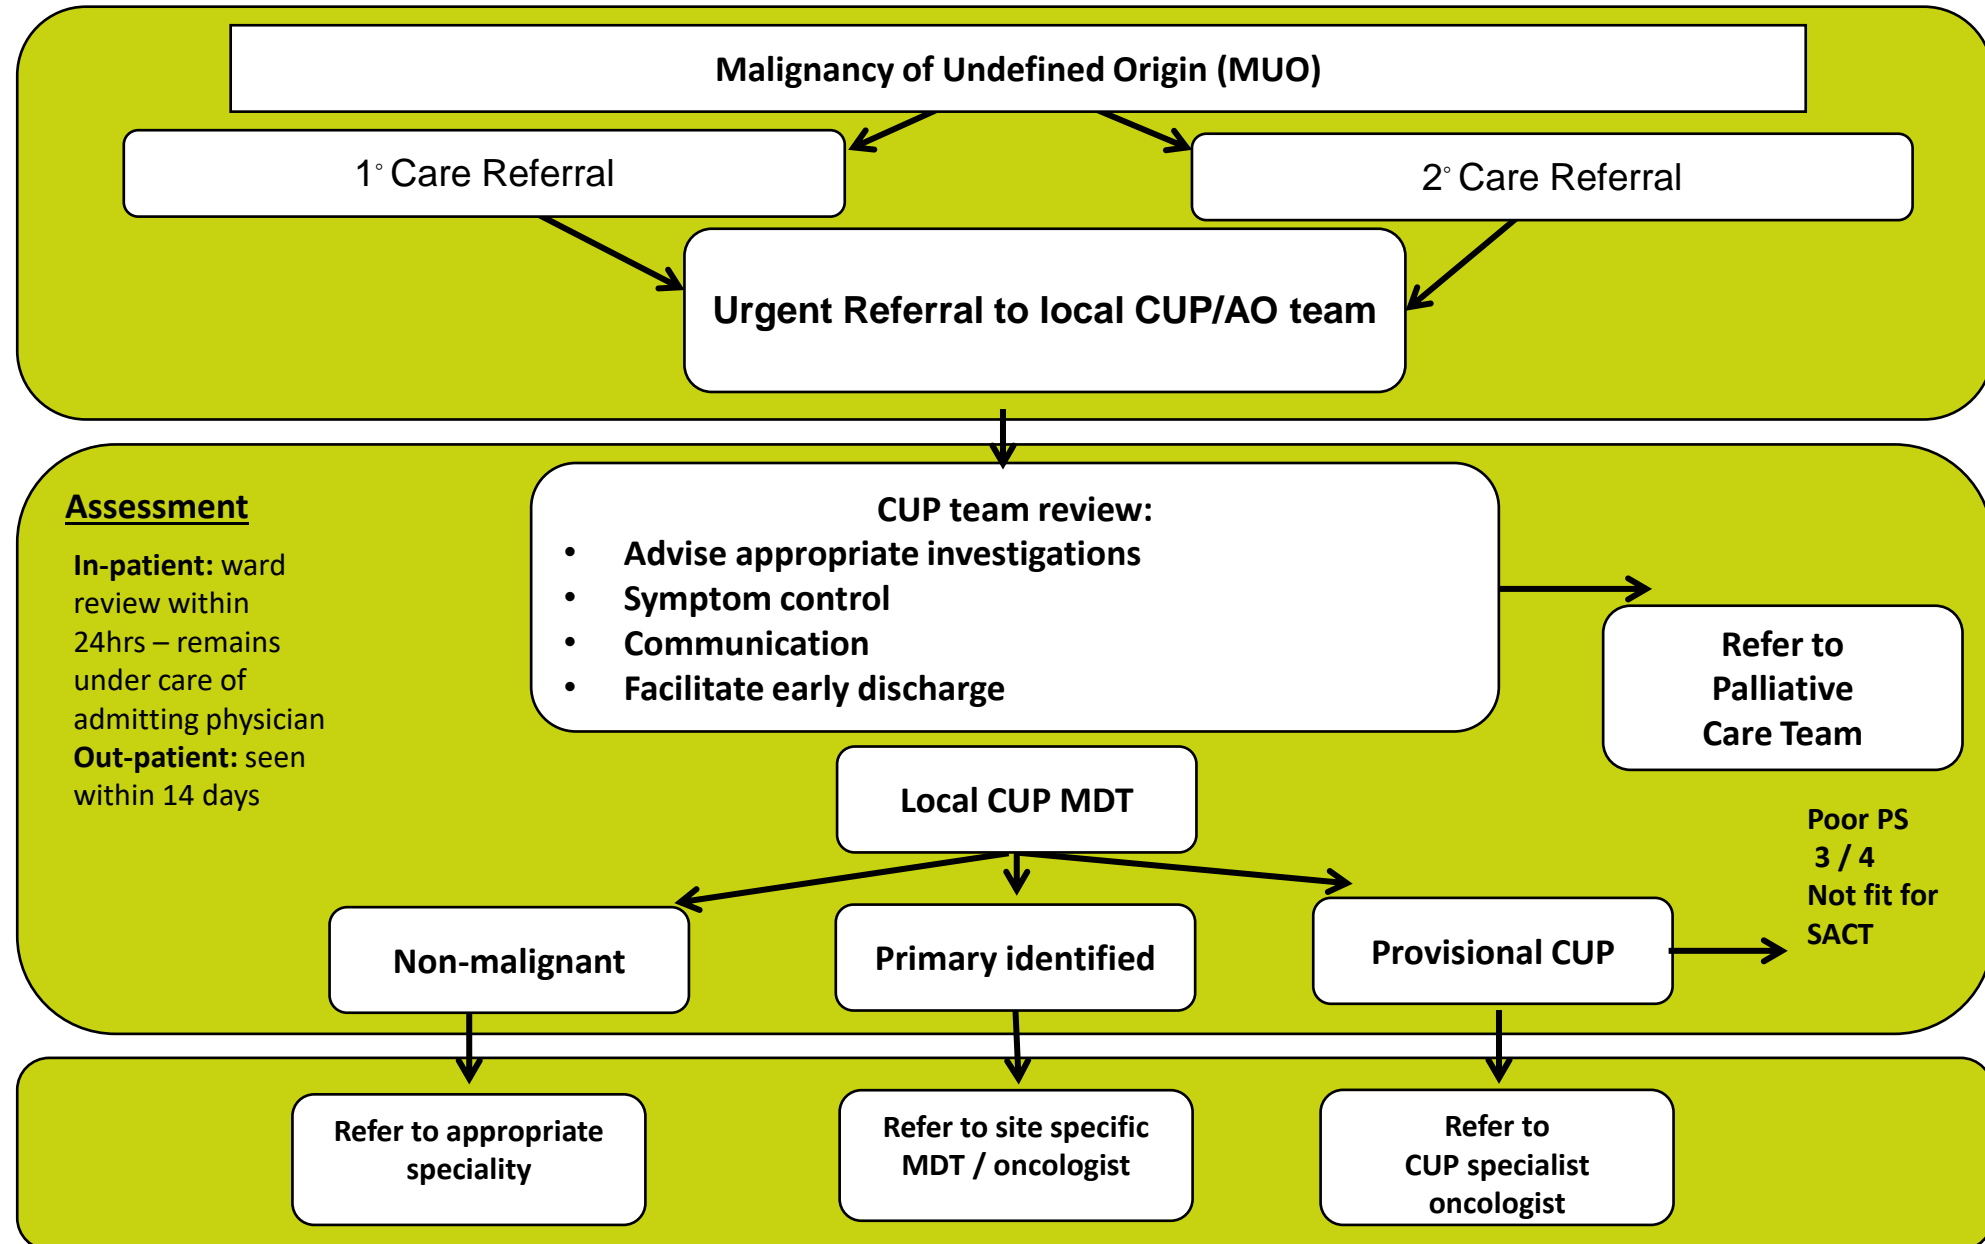 Malignancy of Undefined Origin (MUO)
1° Care Referral
2° Care Referral
Urgent Referral to local CUP/AO team
Assessment
In-patient: ward
review within
24hrs – remains
under care of
admitting physician
Out-patient: seen
within 14 days
CUP team review:
• Advise appropriate investigations
• Symptom control
• Communication
• Facilitate early discharge
Refer to
Palliative
Care Team
Local CUP MDT
Poor PS
3 / 4
Not fit for
SACT
Non-malignant
Primary identified
Provisional CUP
Refer to appropriate
speciality
Refer to site specific
MDT / oncologist
Refer to
CUP specialist
oncologist